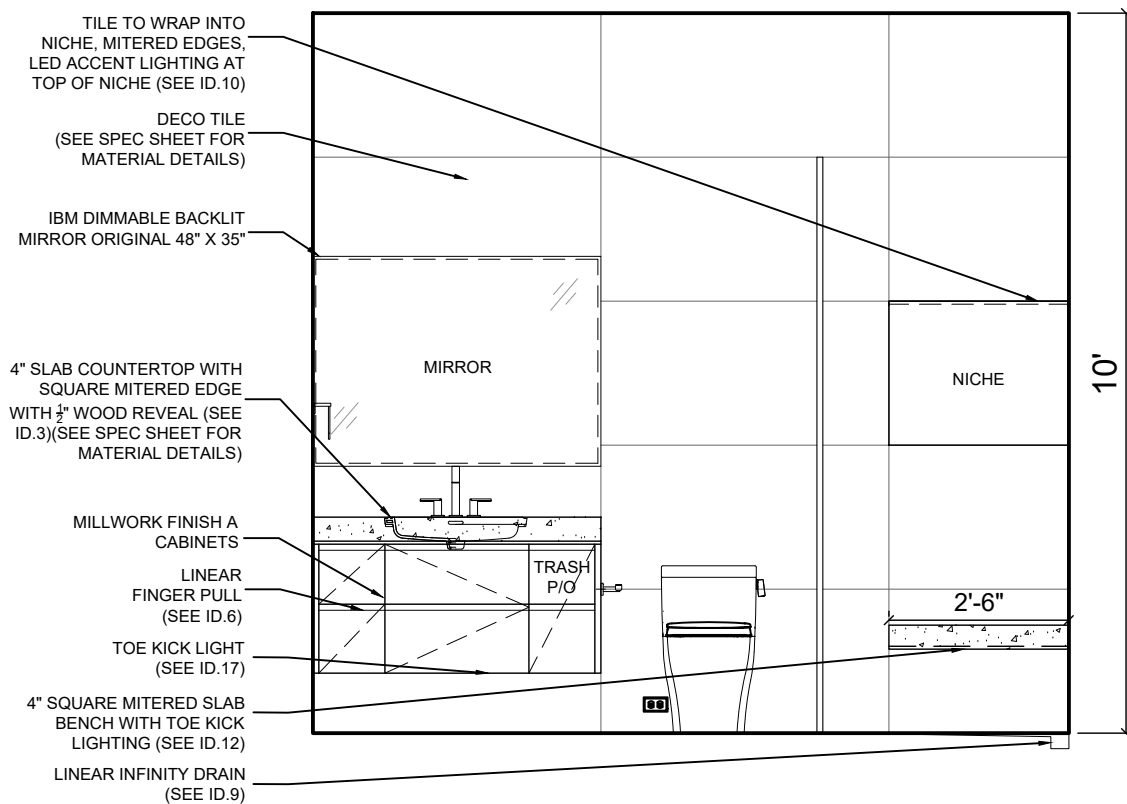 TILE TO WRAP INTO
NICHE, MITERED EDGES,
LED ACCENT LIGHTING AT
TOP OF NICHE (SEE ID.10)
DECO TILE
(SEE SPEC SHEET FOR
MATERIAL DETAILS)
IBM DIMMABLE BACKLIT
MIRROR ORIGINAL 48" X 35"
4" SLAB COUNTERTOP WITH
SQUARE MITERED EDGE
WITH ½" WOOD REVEAL (SEE
ID.3)(SEE SPEC SHEET FOR
MATERIAL DETAILS)
MILLWORK FINISH A
CABINETS
LINEAR
FINGER PULL
(SEE ID.6)
TOE KICK LIGHT
(SEE ID.17)
4" SQUARE MITERED SLAB
BENCH WITH TOE KICK
LIGHTING (SEE ID.12)
LINEAR INFINITY DRAIN
(SEE ID.9)
MIRROR
NICHE
TRASH
P/O
2'-6"
10'